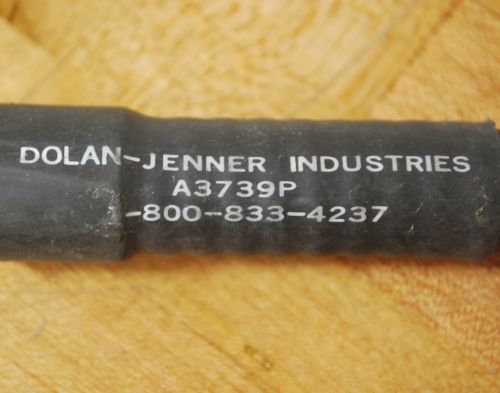 DOLAN-JENNER INDUSTRIES
A3739P
-800-833-4237